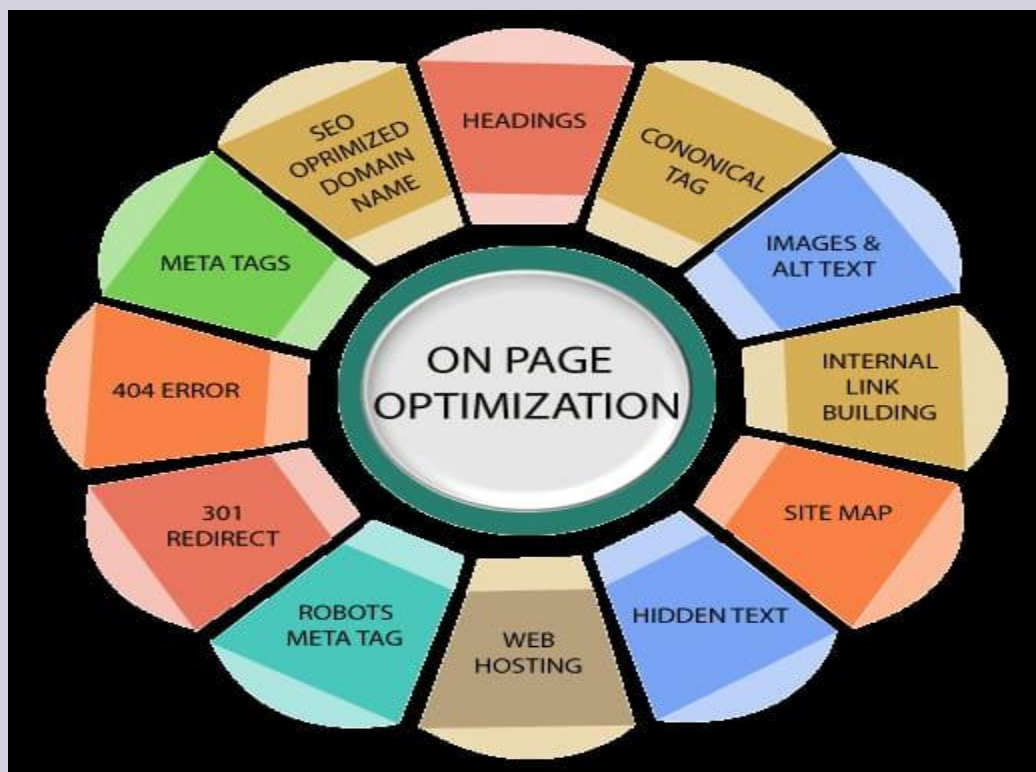 ON PAGE
OPTIMIZATION
HEADINGS
CONONICAL
TAG
IMAGES &
ALT TEXT
INTERNAL
LINK
BUILDING
SITE MAP
HIDDEN TEXT
WEB
HOSTING
ROBOTS
META TAG
301
REDIRECT
404 ERROR
META TAGS
SEO
OPRIMIZED
DOMAIN
NAME